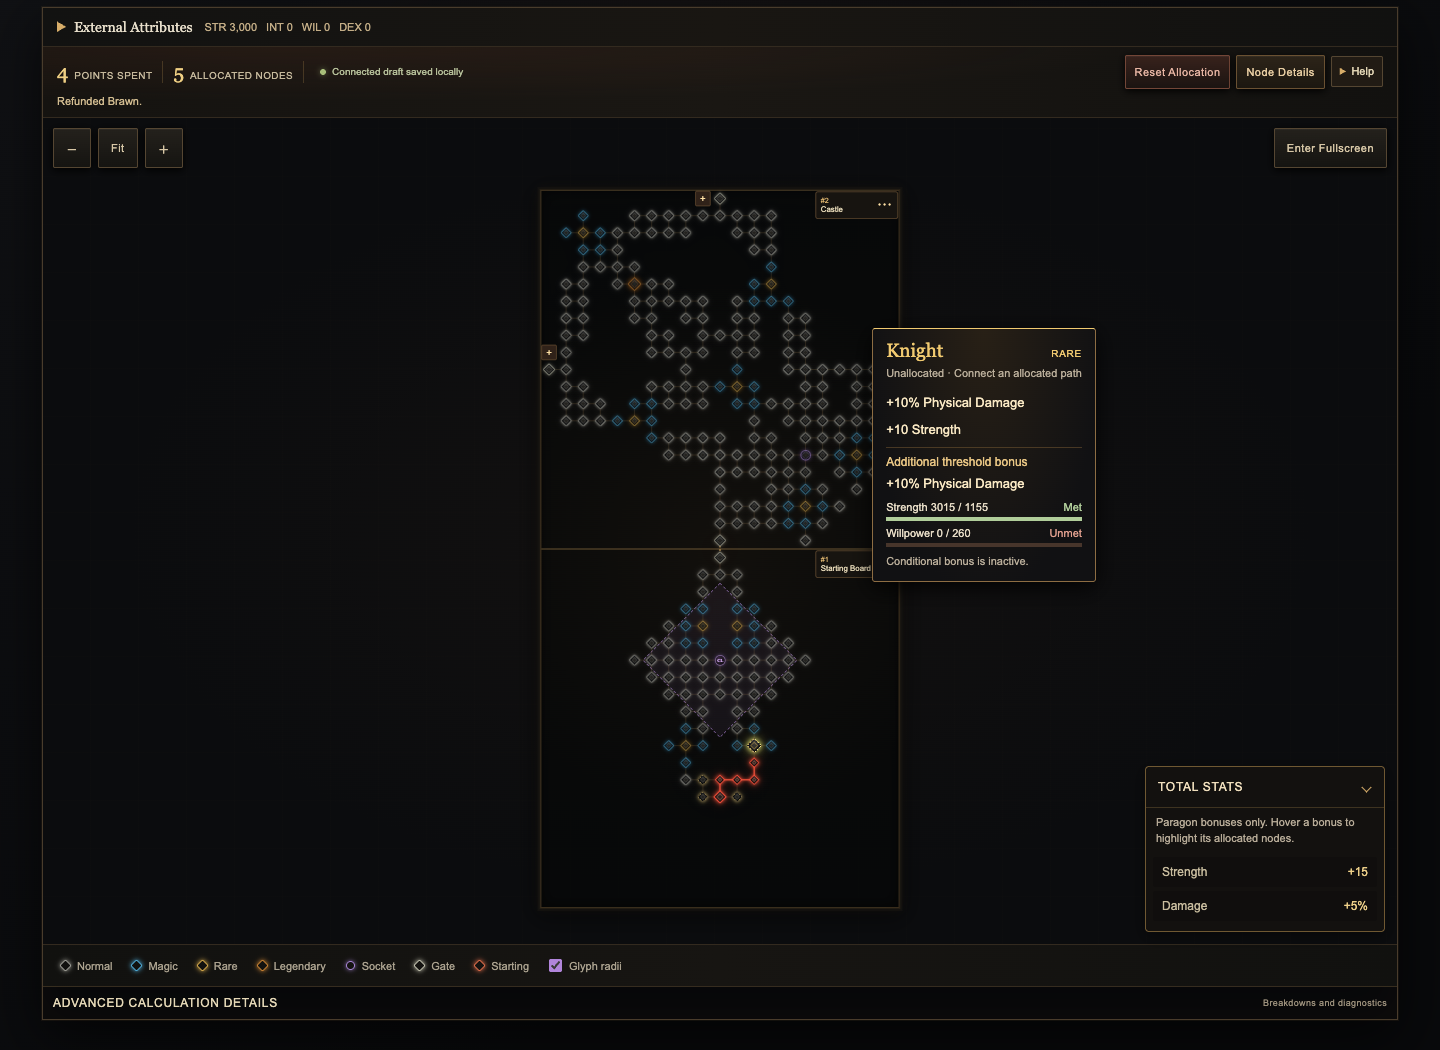 External Attributes STR 3,000 INT 0 WIL 0 DEX 0
4 POINTS SPENT 5 ALLOCATED NODES Connected draft saved locally
Reset Allocation Node Details Help
Refunded Brawn.
− Fit +
Enter Fullscreen
+
#2
Castle
...
+
Knight RARE
Unallocated · Connect an allocated path
+10% Physical Damage
+10 Strength
Additional threshold bonus
+10% Physical Damage
Strength 3015 / 1155 Met
Willpower 0 / 260 Unmet
Conditional bonus is inactive.
#1
Starting Board
GL
TOTAL STATS
Paragon bonuses only. Hover a bonus to
highlight its allocated nodes.
Strength +15
Damage +5%
Normal Magic Rare Legendary Socket Gate Starting Glyph radii
ADVANCED CALCULATION DETAILS Breakdowns and diagnostics